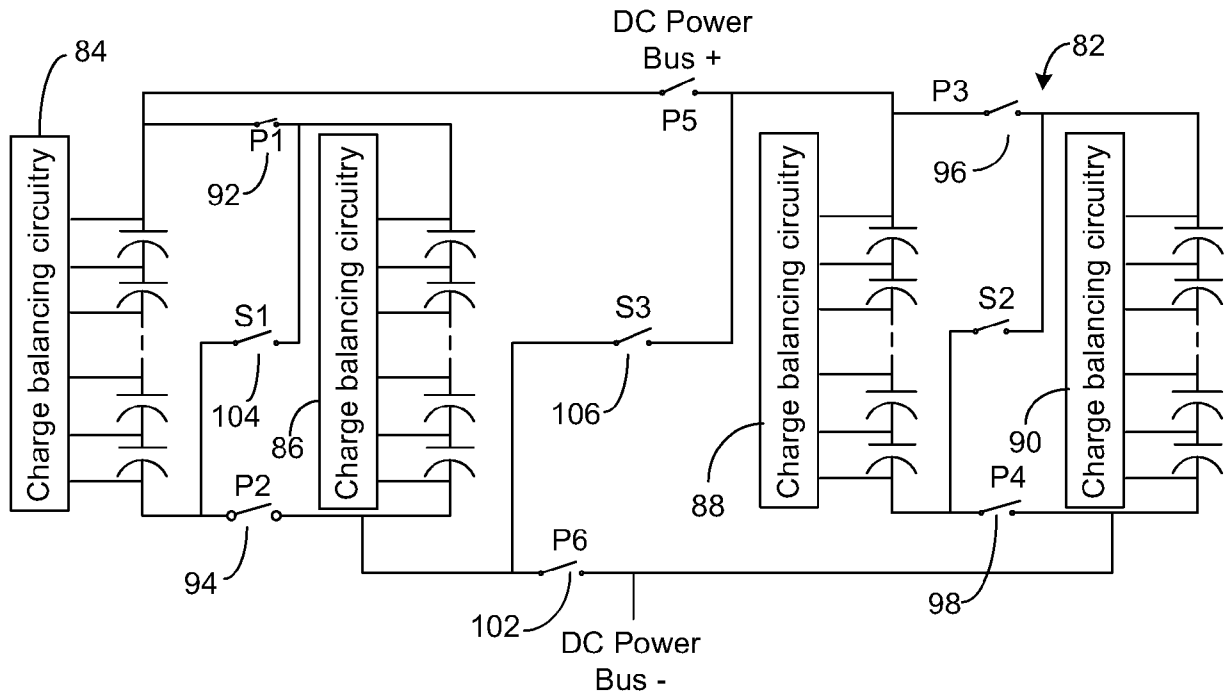 DC Power
Bus +
84
82
P3
P5
P1
92
96
Charge balancing circuitry
Charge balancing circuitry
Charge balancing circuitry
Charge balancing circuitry
S1
S3
S2
104
106
86
88
90
P2
P4
94
P6
98
102
DC Power
Bus -